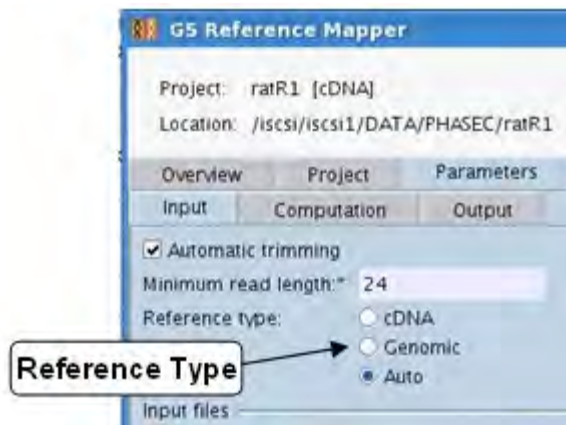 GS Reference Mapper
Project: ratR1 [cDNA]
Location: /iscsi/iscsi1/DATA/PHASEC/ratR1
Overview Project Parameters
Input Computation Output
Automatic trimming
Minimum read length:* 24
Reference type: cDNA
Genomic
Reference Type
Auto
Input files